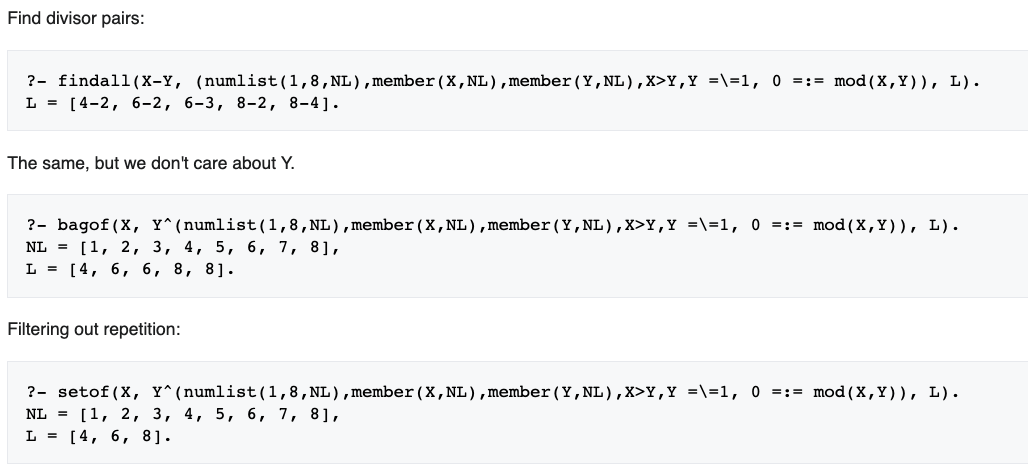 Find divisor pairs:
?- findall(X-Y, (numlist(1,8,NL),member(X,NL),member(Y,NL),X>Y,Y =\=1, 0 =:= mod(X,Y)), L).
L = [4-2, 6-2, 6-3, 8-2, 8-4].
The same, but we don't care about Y.
?- bagof(X, Y^(numlist(1,8,NL),member(X,NL),member(Y,NL),X>Y,Y =\=1, 0 =:= mod(X,Y)), L).
NL = [1, 2, 3, 4, 5, 6, 7, 8],
L = [4, 6, 6, 8, 8].
Filtering out repetition:
?- setof(X, Y^(numlist(1,8,NL),member(X,NL),member(Y,NL),X>Y,Y =\=1, 0 =:= mod(X,Y)), L).
NL = [1, 2, 3, 4, 5, 6, 7, 8],
L = [4, 6, 8].